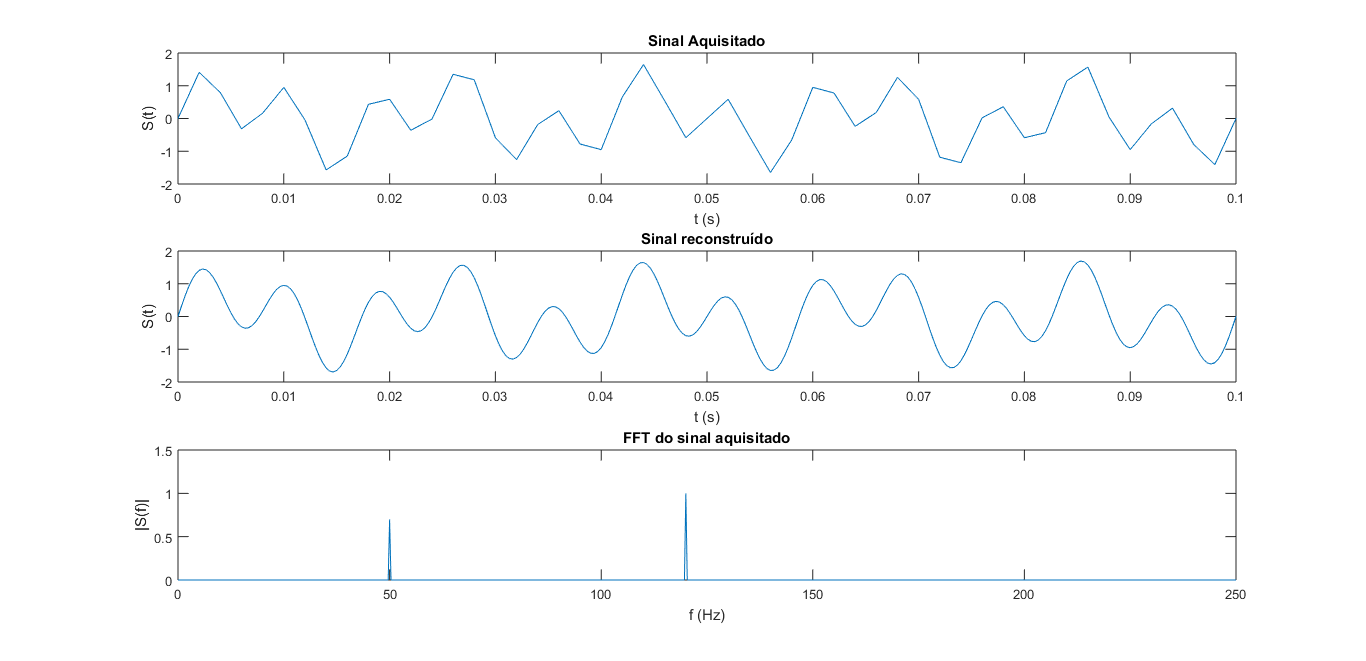 Sinal Aquisitado
2
1
0
-1
-2
S(t)
0 0.01 0.02 0.03 0.04 0.05 0.06 0.07 0.08 0.09 0.1
t (s)
Sinal reconstruído
2
1
0
-1
-2
S(t)
0 0.01 0.02 0.03 0.04 0.05 0.06 0.07 0.08 0.09 0.1
t (s)
FFT do sinal aquisitado
1.5
1
0.5
0
|S(f)|
0 50 100 150 200 250
f (Hz)